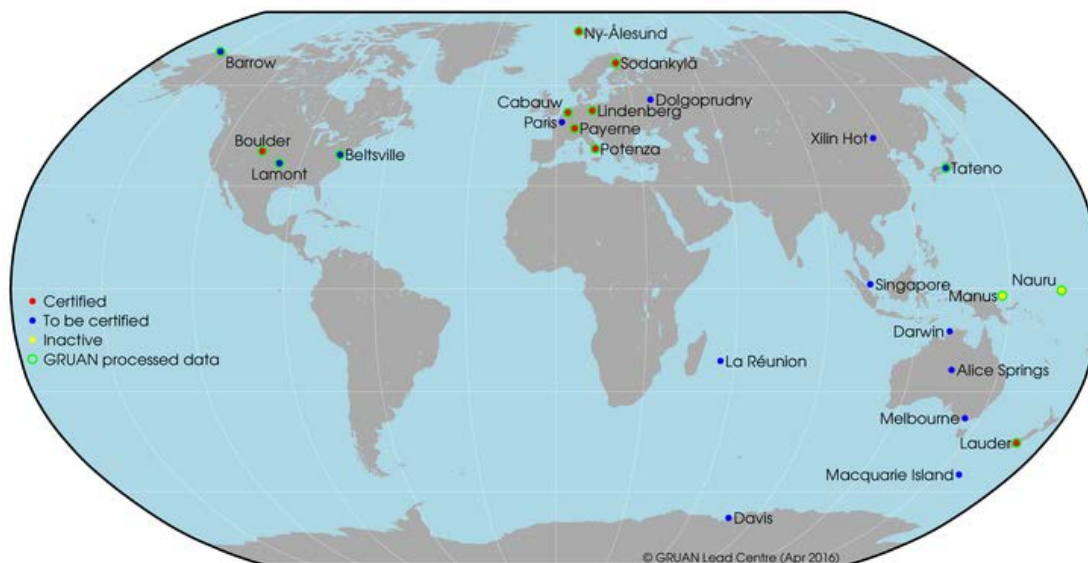 Ny-Ålesund
Barrow
Sodankylä
Cabauw
Lindenberg
Dolgoprudny
Paris
Payerne
Boulder
Beltsville
Potenza
Xilin Hot
Lamont
Tateno
Nauru
Singapore
Manus
Certified
To be certified
Inactive
GRUAN processed data
Darwin
La Réunion
Alice Springs
Melbourne
Lauder
Macquarie Island
Davis
© GRUAN Lead Centre (Apr 2016)